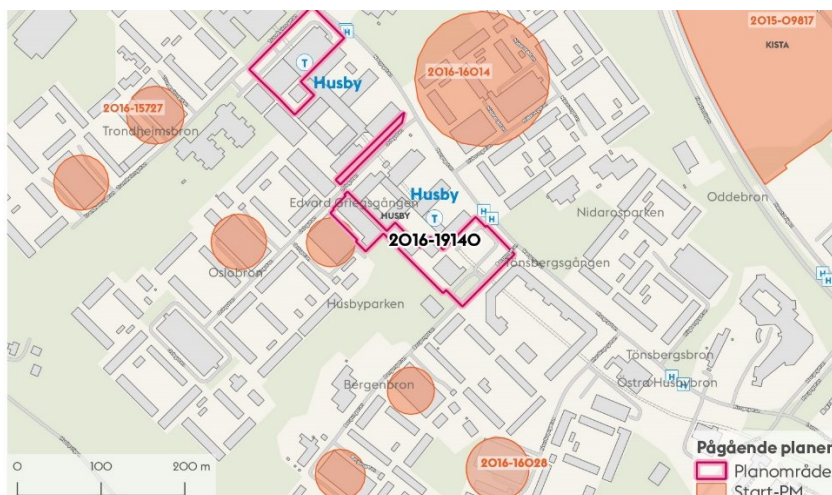 2015-09817
KISTA
H
T
Husby
2016-16014
2016-15727
Trondheimsbron
Oddebron
Husby
Edvard Griegsgången
HUSBY
T
H
H
Nidarosparken
2016-19140
Oslobron
Tönsbergsgången
H
H
Husbyparken
Tönsbergsbron
Bergenbron
Östra Husbybron
H
H
2016-16028
Pågående planer
Planområde
Start-PM
0 100 200 m